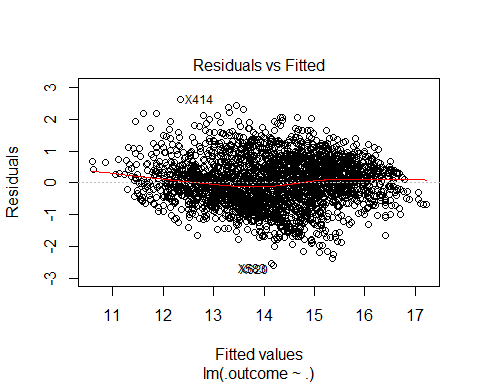 Residuals vs Fitted
Residuals
3
2
1
0
-1
-2
-3
X414
11 12 13 14 15 16 17
Fitted values
lm(.outcome ~ .)